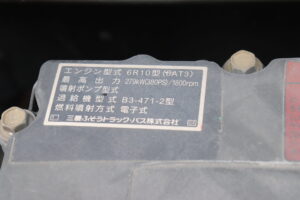 エンジン型式 6R10型(6AT3)
最高出力 279kW(380PS)/1800rpm
噴射ポンプ型式
過給機型式 B3-471-2型
燃料噴射方式 電子式
三菱ふそうトラック・バス株式会社